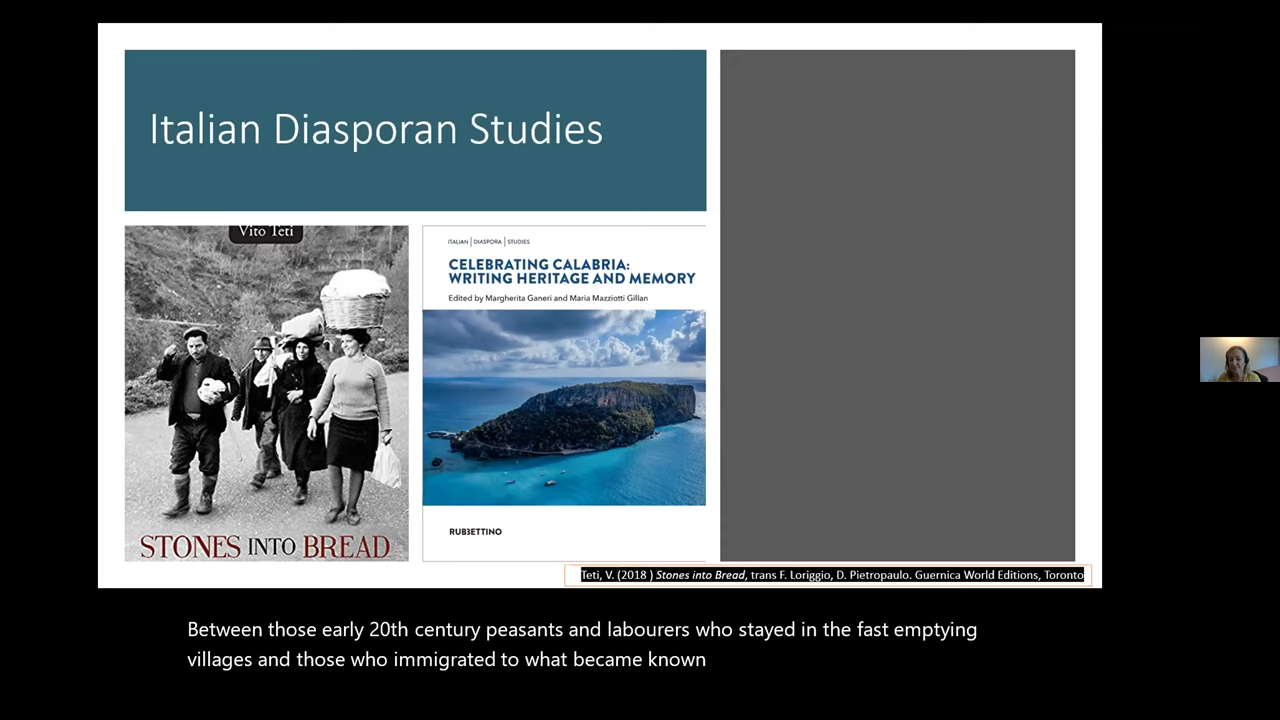 Italian Diasporan Studies
Vito Teti
STONES INTO BREAD
ITALIAN | DIASPORA | STUDIES
CELEBRATING CALABRIA:
WRITING HERITAGE AND MEMORY
Edited by Margherita Ganeri and Maria Mazziotti Gillan
RUBBETTINO
Teti, V. (2018 ) Stones into Bread, trans F. Loriggio, D. Pietropaulo. Guernica World Editions, Toronto
Between those early 20th century peasants and labourers who stayed in the fast emptying
villages and those who immigrated to what became known